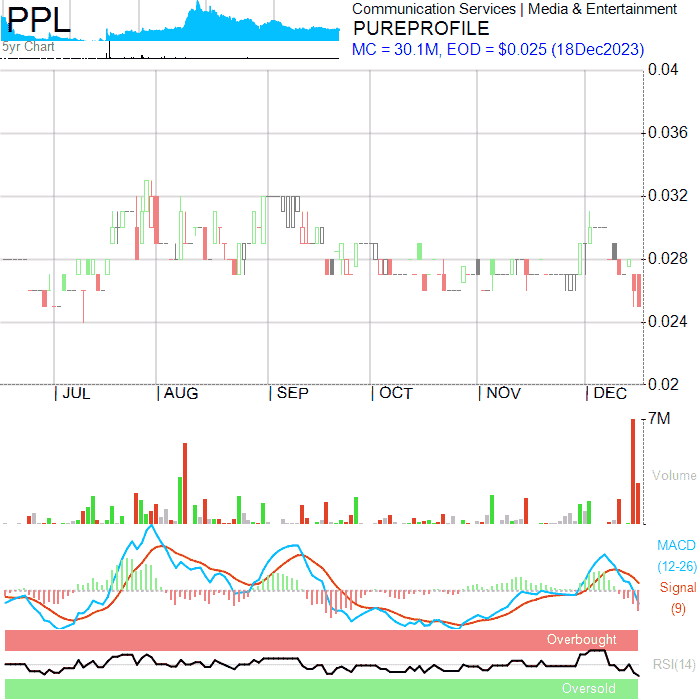 PPL
5yr Chart
Communication Services | Media & Entertainment
PUREPROFILE
MC = 30.1M, EOD = $0.025 (18Dec2023)
0.04
0.036
0.032
0.028
0.024
0.02
| JUL | AUG | SEP | OCT | NOV | DEC
7M
Volume
MACD
(12-26)
Signal
(9)
Overbought
RSI(14)
Oversold